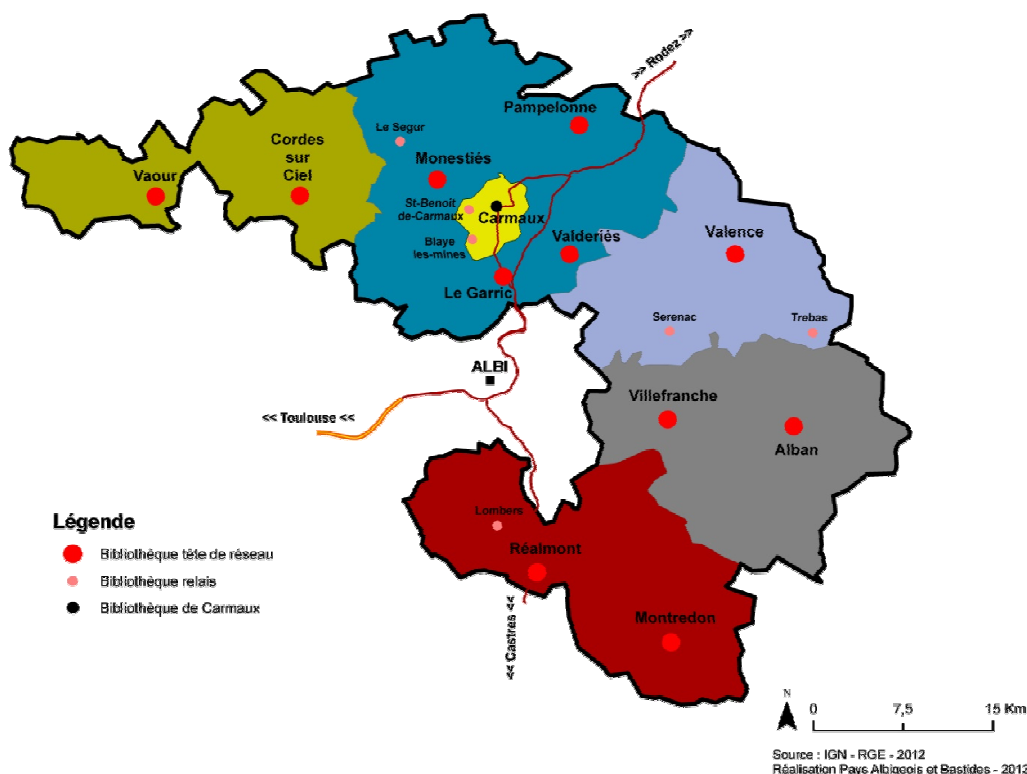 >> Rodez >>
Pampelonne
Le Segur
Cordes
sur
Ciel
Monestiés
Vaour
St-Benoît
de-Carmaux
Carmaux
Blaye
les-mines
Valderiés
Valence
Le Garric
Serenac
Trebas
ALBI
Villefranche
<< Toulouse <<
Alban
Lombers
Réalmont
Montredon
<< Castres <<
Légende
Bibliothèque tête de réseau
Bibliothèque relais
Bibliothèque de Carmaux
N
0 7,5 15 Km
Source : IGN - RGE - 2012
Réalisation Pays Albigeois et Bastides - 2012